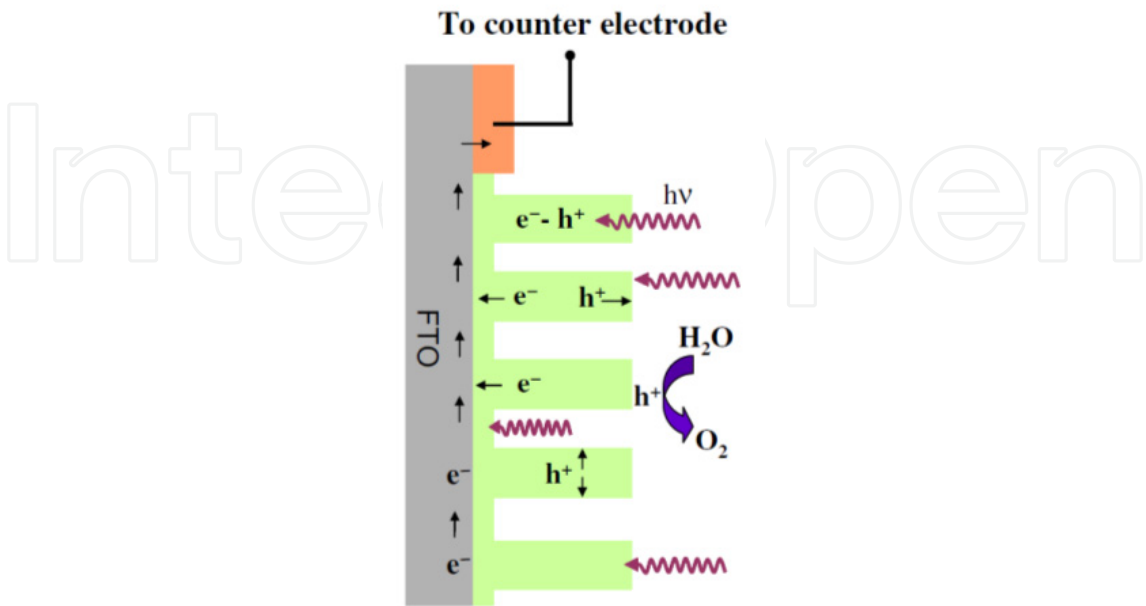 To counter electrode
IntechOpen
hν
e⁻- h⁺
e⁻ h⁺
FTO
H₂O
e⁻
h⁺
O₂
e⁻ h⁺
e⁻